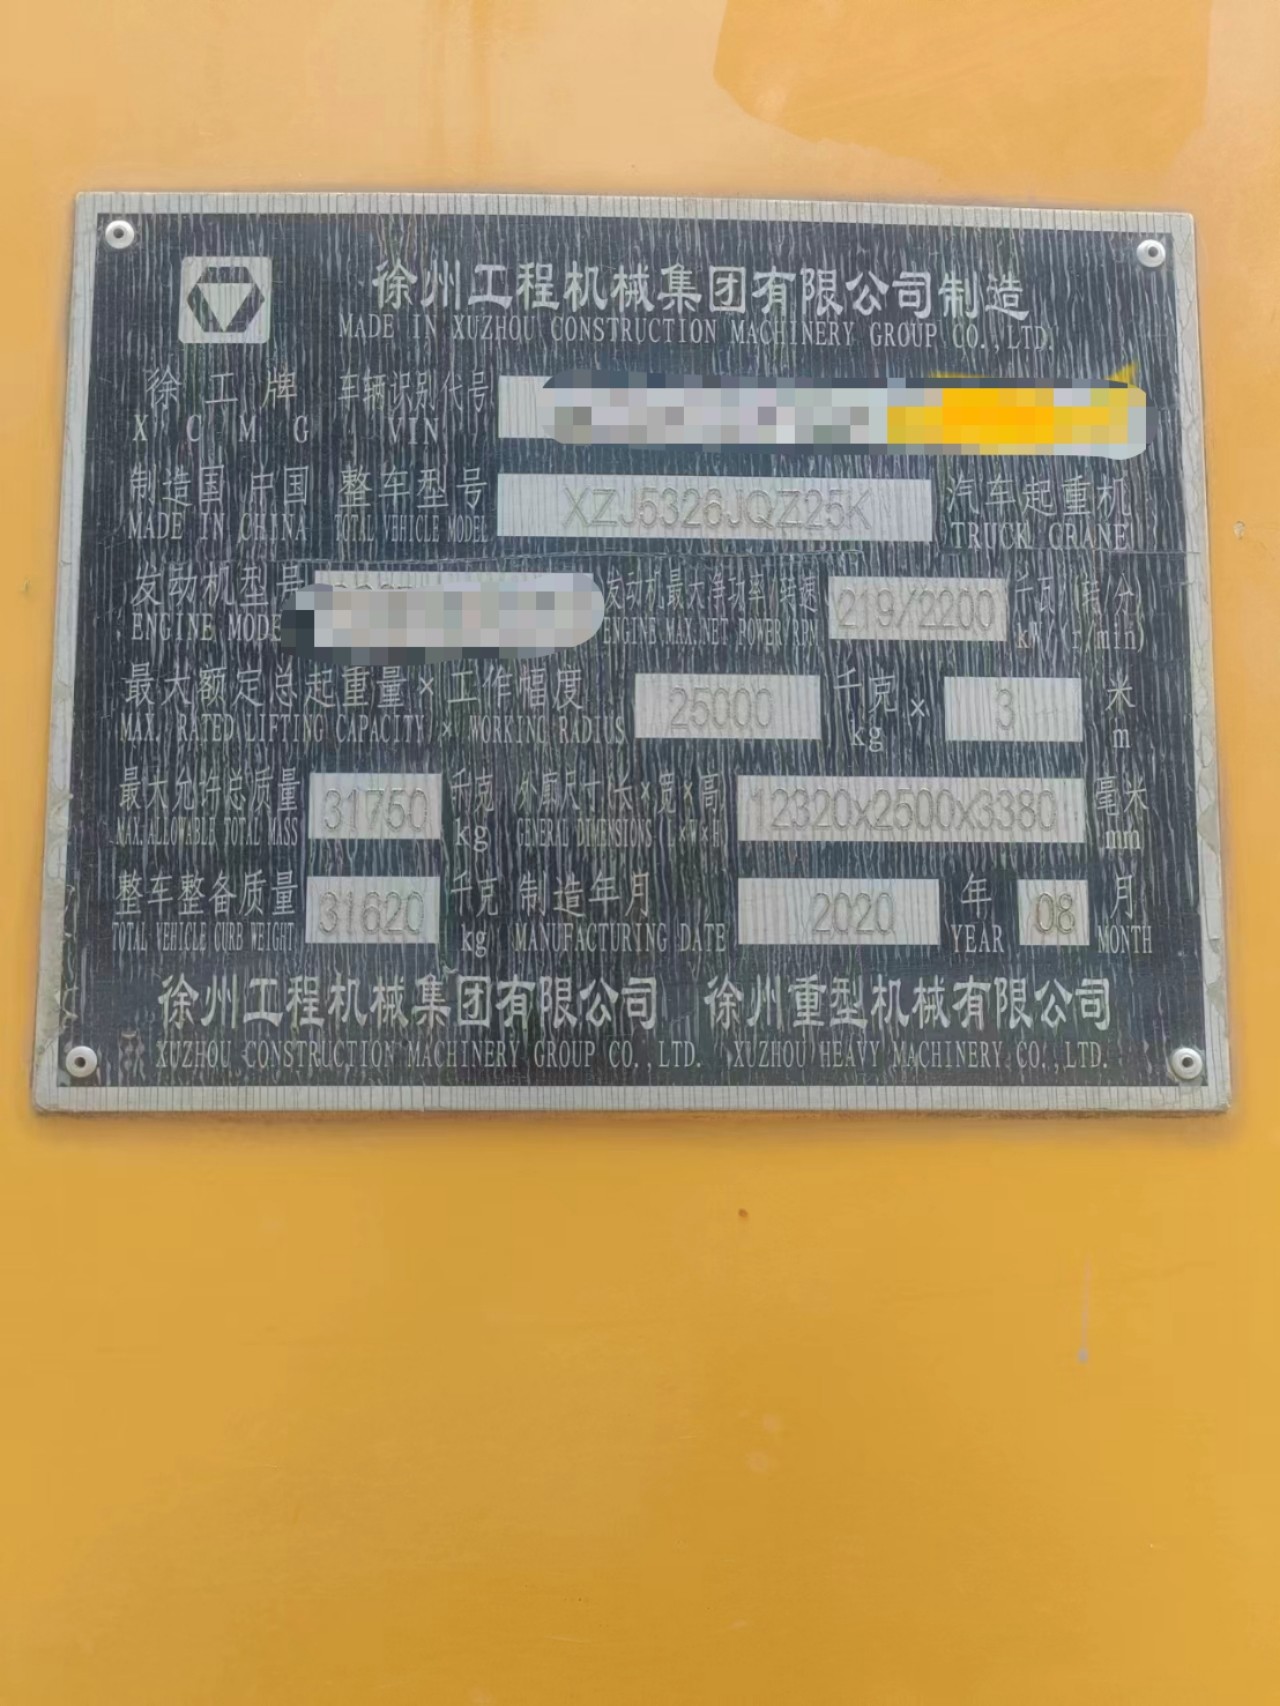 徐州工程机械集团有限公司制造
MADE IN XUZHOU CONSTRUCTION MACHINERY GROUP CO.,LTD.
徐工牌 车辆识别代号
XCMG VIN
制造国 中国 整车型号 XZJ5326JQZ25K 汽车起重机
MADE IN CHINA TOTAL VEHICLE MODEL TRUCK CRANE
发动机型号 发动机最大净功率/转速 219/2200 千瓦/(转/分)
ENGINE ENGINE MAX.NET POWER/RPM kW/(r/min)
最大额定总起重量×工作幅度 25000 千克 × 3 米
MAX. RATED LIFTING CAPACITY × WORKING RADIUS kg m
最大允许总质量 31750 千克 外廓尺寸(长×宽×高) 12320x2500x3380 毫米
MAX.ALLOWABLE TOTAL MASS kg GENERAL DIMENSIONS (L×W×H) mm
整车整备质量 31620 千克 制造年月 2020 年 08 月
TOTAL VEHICLE CURB WEIGHT kg MANUFACTURING DATE YEAR MONTH
徐州工程机械集团有限公司 徐州重型机械有限公司
XUZHOU CONSTRUCTION MACHINERY GROUP CO.,LTD. XUZHOU HEAVY MACHINERY CO.,LTD.